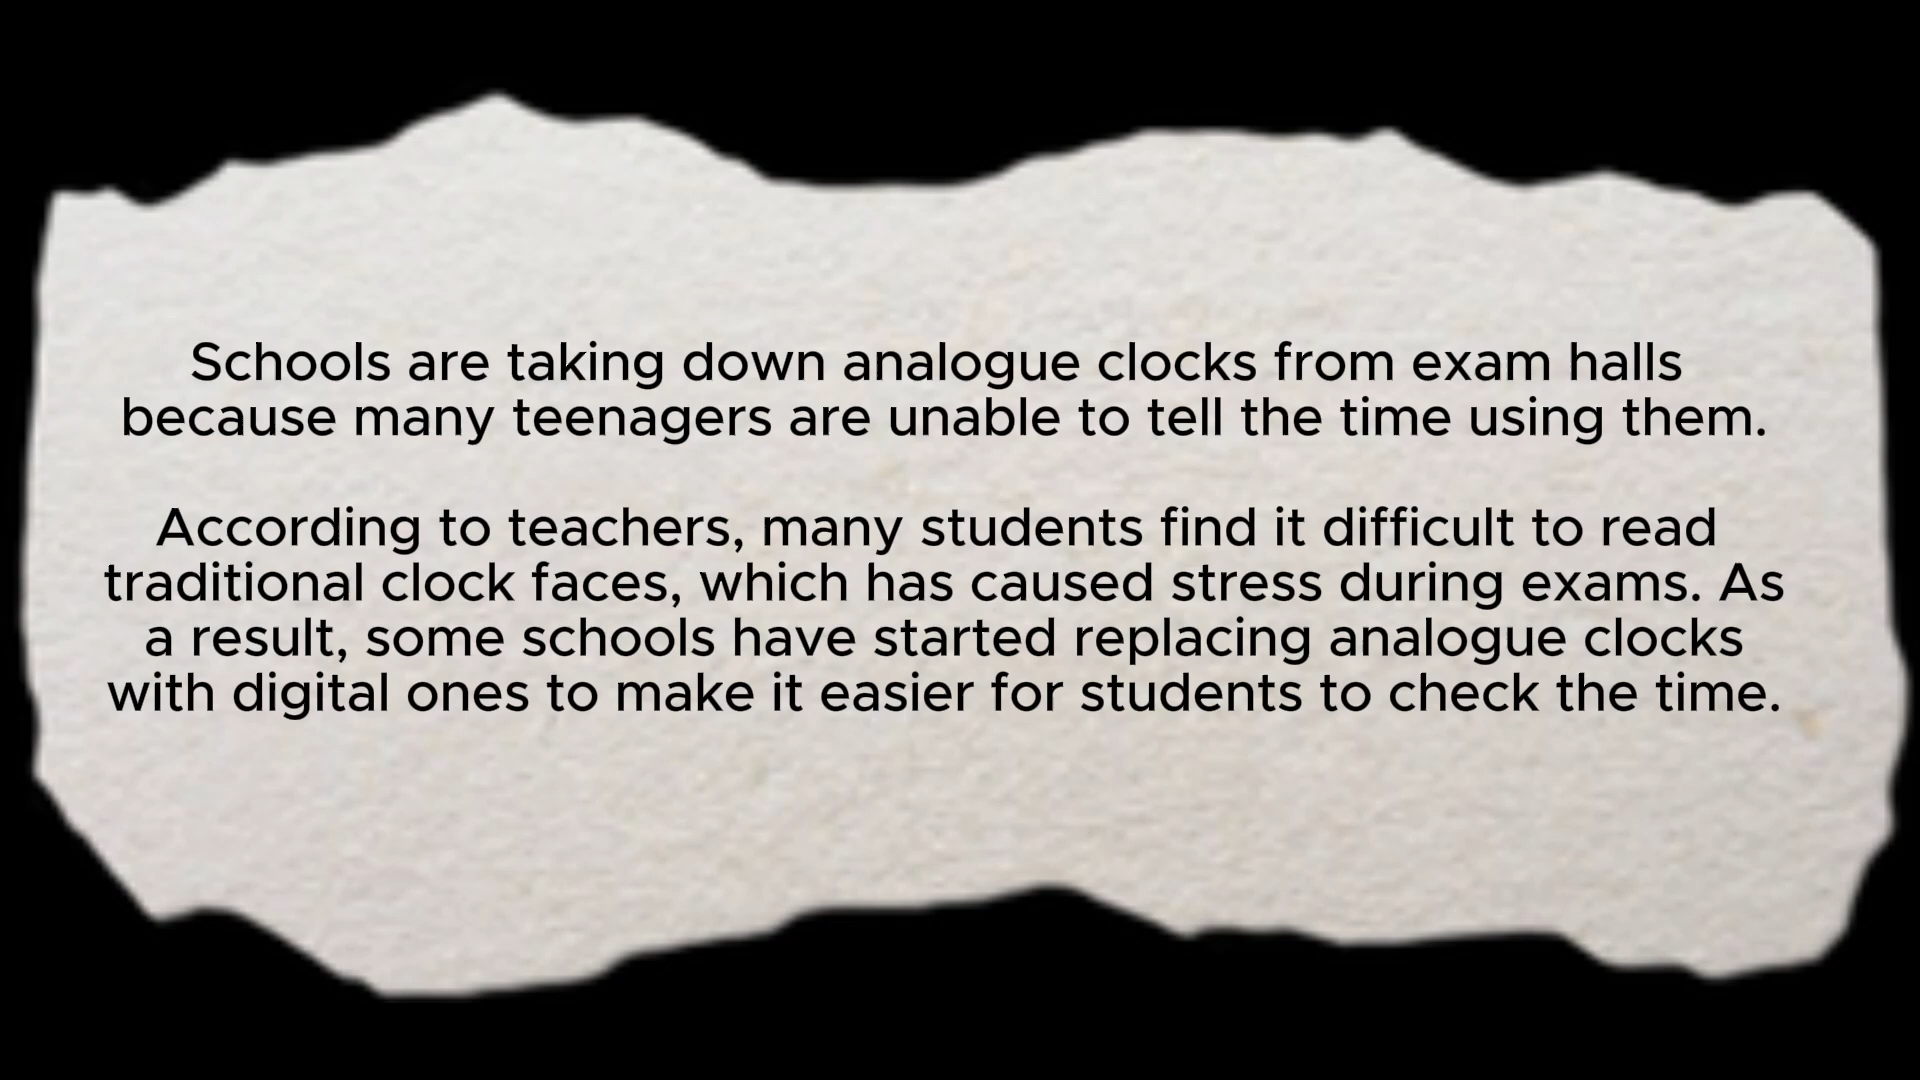 Schools are taking down analogue clocks from exam halls
because many teenagers are unable to tell the time using them.
According to teachers, many students find it difficult to read
traditional clock faces, which has caused stress during exams. As
a result, some schools have started replacing analogue clocks
with digital ones to make it easier for students to check the time.